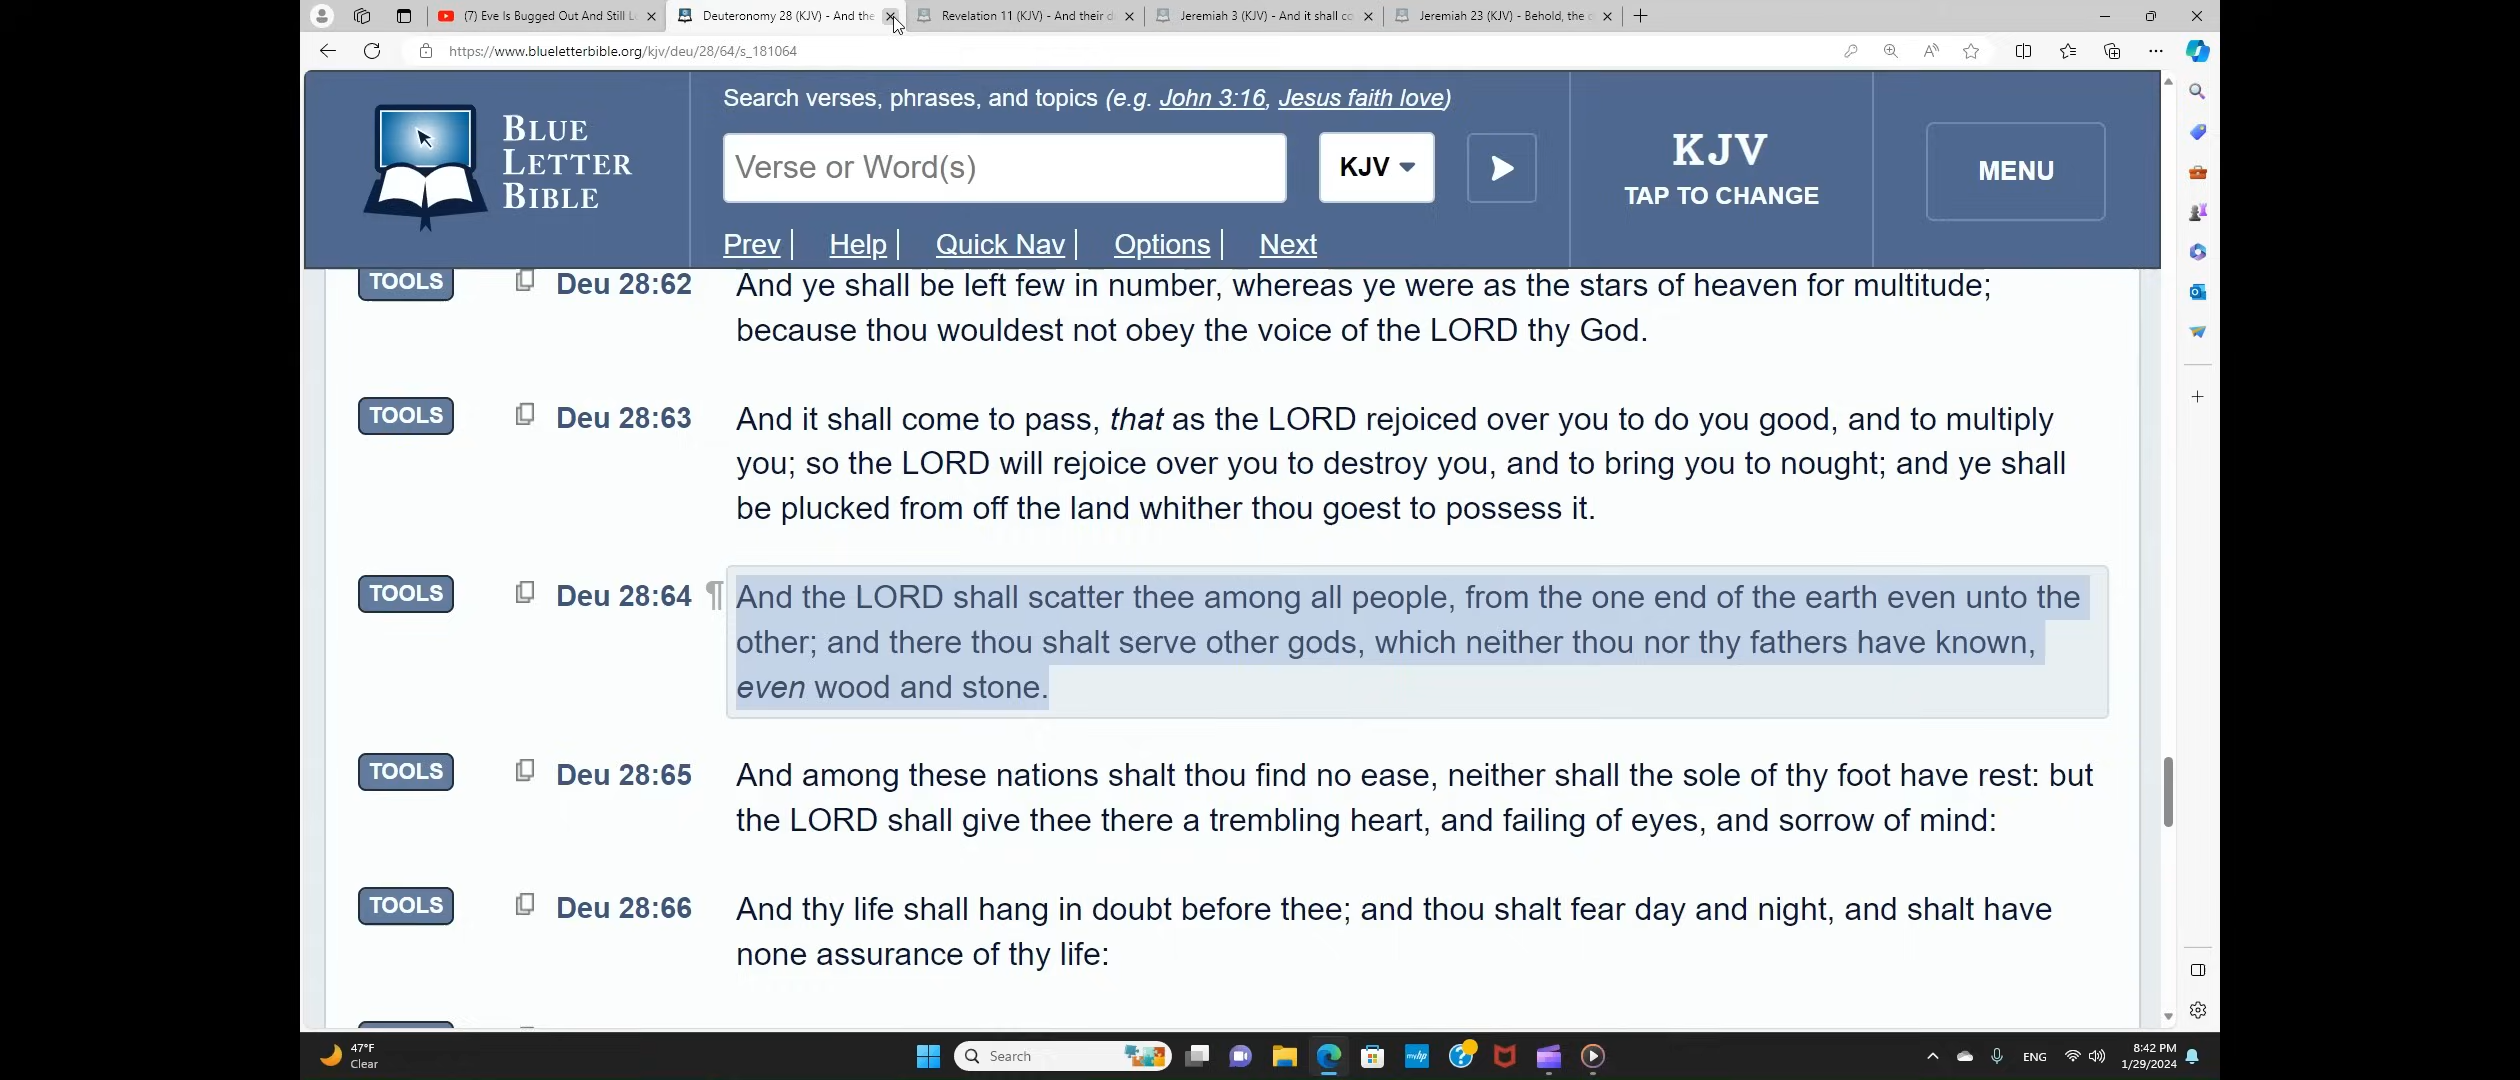 (7) Eve Is Bugged Out And Still L
Deuteronomy 28 (KJV) - And the
Revelation 11 (KJV) - And their d
Jeremiah 3 (KJV) - And it shall co
Jeremiah 23 (KJV) - Behold, the
https://www.blueletterbible.org/kjv/deu/28/64/s_181064
BLUE
LETTER
BIBLE
Search verses, phrases, and topics (e.g. John 3:16, Jesus faith love)
Verse or Word(s)
KJV
Prev
Help
Quick Nav
Options
Next
KJV
TAP TO CHANGE
MENU
TOOLS
Deu 28:62
And ye shall be left few in number, whereas ye were as the stars of heaven for multitude;
because thou wouldest not obey the voice of the LORD thy God.
TOOLS
Deu 28:63
And it shall come to pass, that as the LORD rejoiced over you to do you good, and to multiply
you; so the LORD will rejoice over you to destroy you, and to bring you to nought; and ye shall
be plucked from off the land whither thou goest to possess it.
TOOLS
Deu 28:64 ¶
And the LORD shall scatter thee among all people, from the one end of the earth even unto the
other; and there thou shalt serve other gods, which neither thou nor thy fathers have known,
even wood and stone.
TOOLS
Deu 28:65
And among these nations shalt thou find no ease, neither shall the sole of thy foot have rest: but
the LORD shall give thee there a trembling heart, and failing of eyes, and sorrow of mind:
TOOLS
Deu 28:66
And thy life shall hang in doubt before thee; and thou shalt fear day and night, and shalt have
none assurance of thy life:
47°F
Clear
Search
myhp
ENG
8:42 PM
1/29/2024